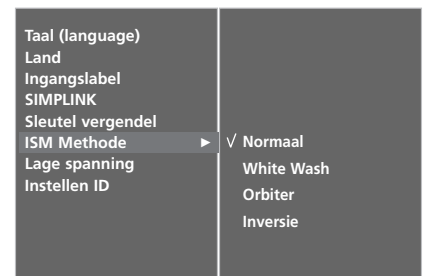 Taal (language)
Land
Ingangslabel
SIMPLINK
Sleutel vergendel
ISM Methode ►
Lage spanning
Instellen ID
√ Normaal
White Wash
Orbiter
Inversie